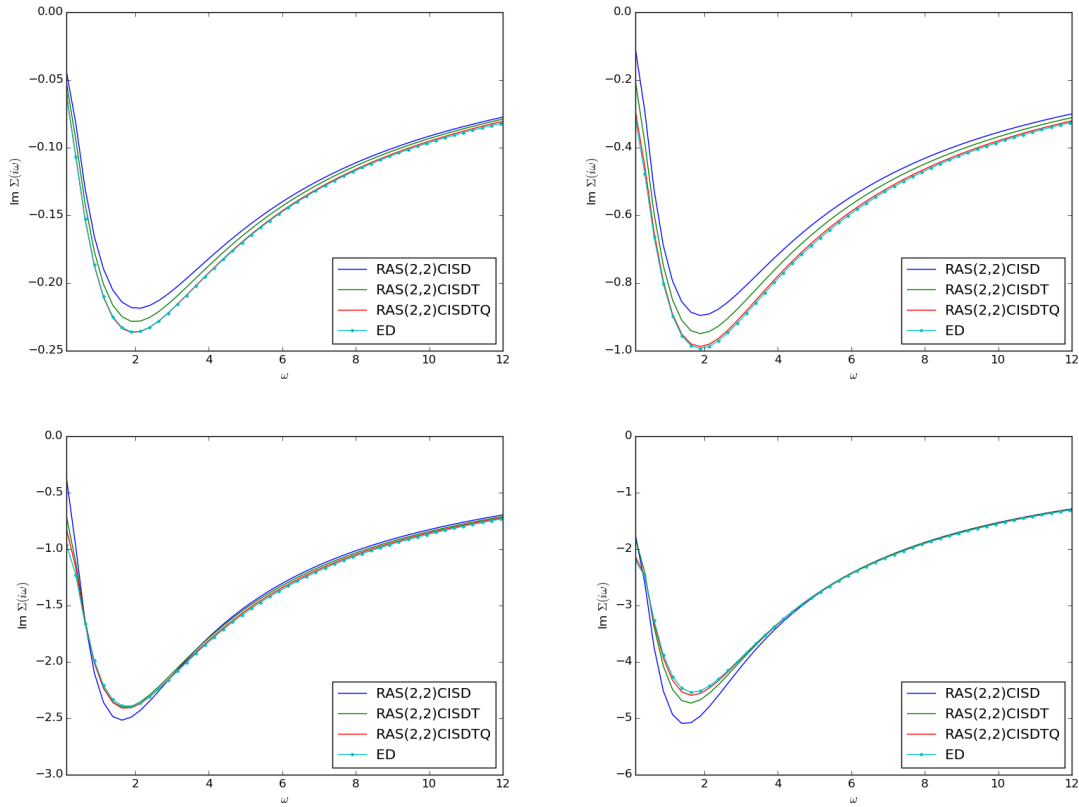 0.00
−0.05
−0.10
−0.15
−0.20
−0.25
Im Σ(iω)
2 4 6 8 10 12
ω
RAS(2,2)CISD
RAS(2,2)CISDT
RAS(2,2)CISDTQ
ED
0.0
−0.2
−0.4
−0.6
−0.8
−1.0
Im Σ(iω)
2 4 6 8 10 12
ω
RAS(2,2)CISD
RAS(2,2)CISDT
RAS(2,2)CISDTQ
ED
0.0
−0.5
−1.0
−1.5
−2.0
−2.5
−3.0
Im Σ(iω)
2 4 6 8 10 12
ω
RAS(2,2)CISD
RAS(2,2)CISDT
RAS(2,2)CISDTQ
ED
0
−1
−2
−3
−4
−5
−6
Im Σ(iω)
2 4 6 8 10 12
ω
RAS(2,2)CISD
RAS(2,2)CISDT
RAS(2,2)CISDTQ
ED